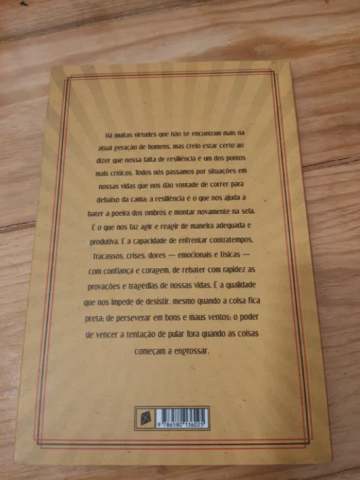 Há muitas virtudes que não se encontram mais na
atual geração de homens, mas creio estar certo ao
dizer que nossa falta de resiliência é um dos pontos
mais críticos. Todos nós passamos por situações em
nossas vidas que nos dão vontade de correr para
debaixo da cama; a resiliência é o que nos ajuda a
bater a poeira dos ombros e montar novamente na sela.
É o que nos faz agir e reagir de maneira adequada e
produtiva. É a capacidade de enfrentar contratempos,
fracassos, crises, dores — emocionais e físicas —
com confiança e coragem, de rebater com rapidez as
provações e tragédias de nossas vidas. É a qualidade
que nos impede de desistir, mesmo quando a coisa fica
preta; de perseverar em bons e maus ventos; o poder
de vencer a tentação de pular fora quando as coisas
começam a engrossar.